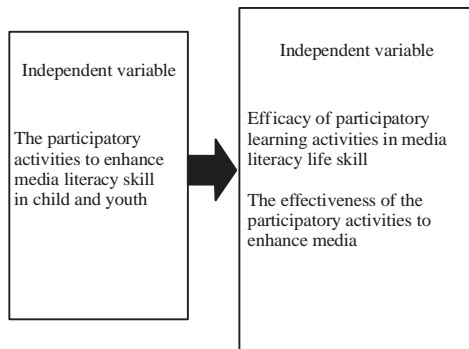 Independent variable
The participatory
activities to enhance
media literacy skill
in child and youth
Independent variable
Efficacy of participatory
learning activities in media
literacy life skill
The effectiveness of the
participatory activities to
enhance media